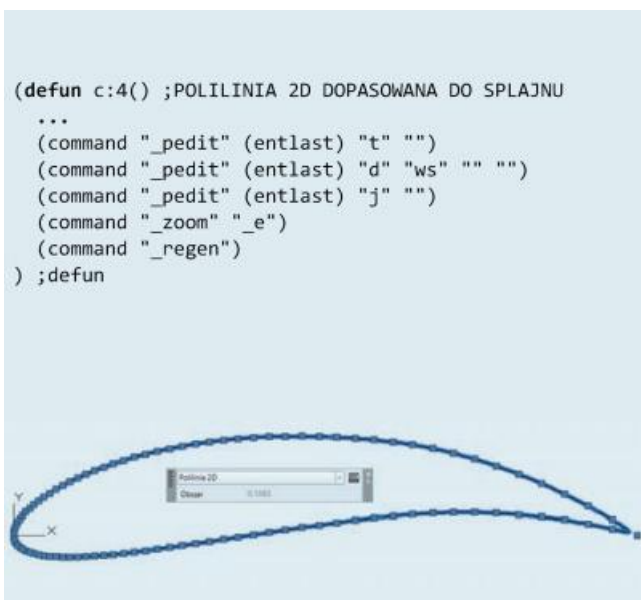 (defun c:4() ;POLILINIA 2D DOPASOWANA DO SPLAJNU
...
(command "_pedit" (entlast) "t" "")
(command "_pedit" (entlast) "d" "ws" "" "")
(command "_pedit" (entlast) "j" "")
(command "_zoom" "_e")
(command "_regen")
) ;defun
Polilinia 2D
Obszar
Y
X